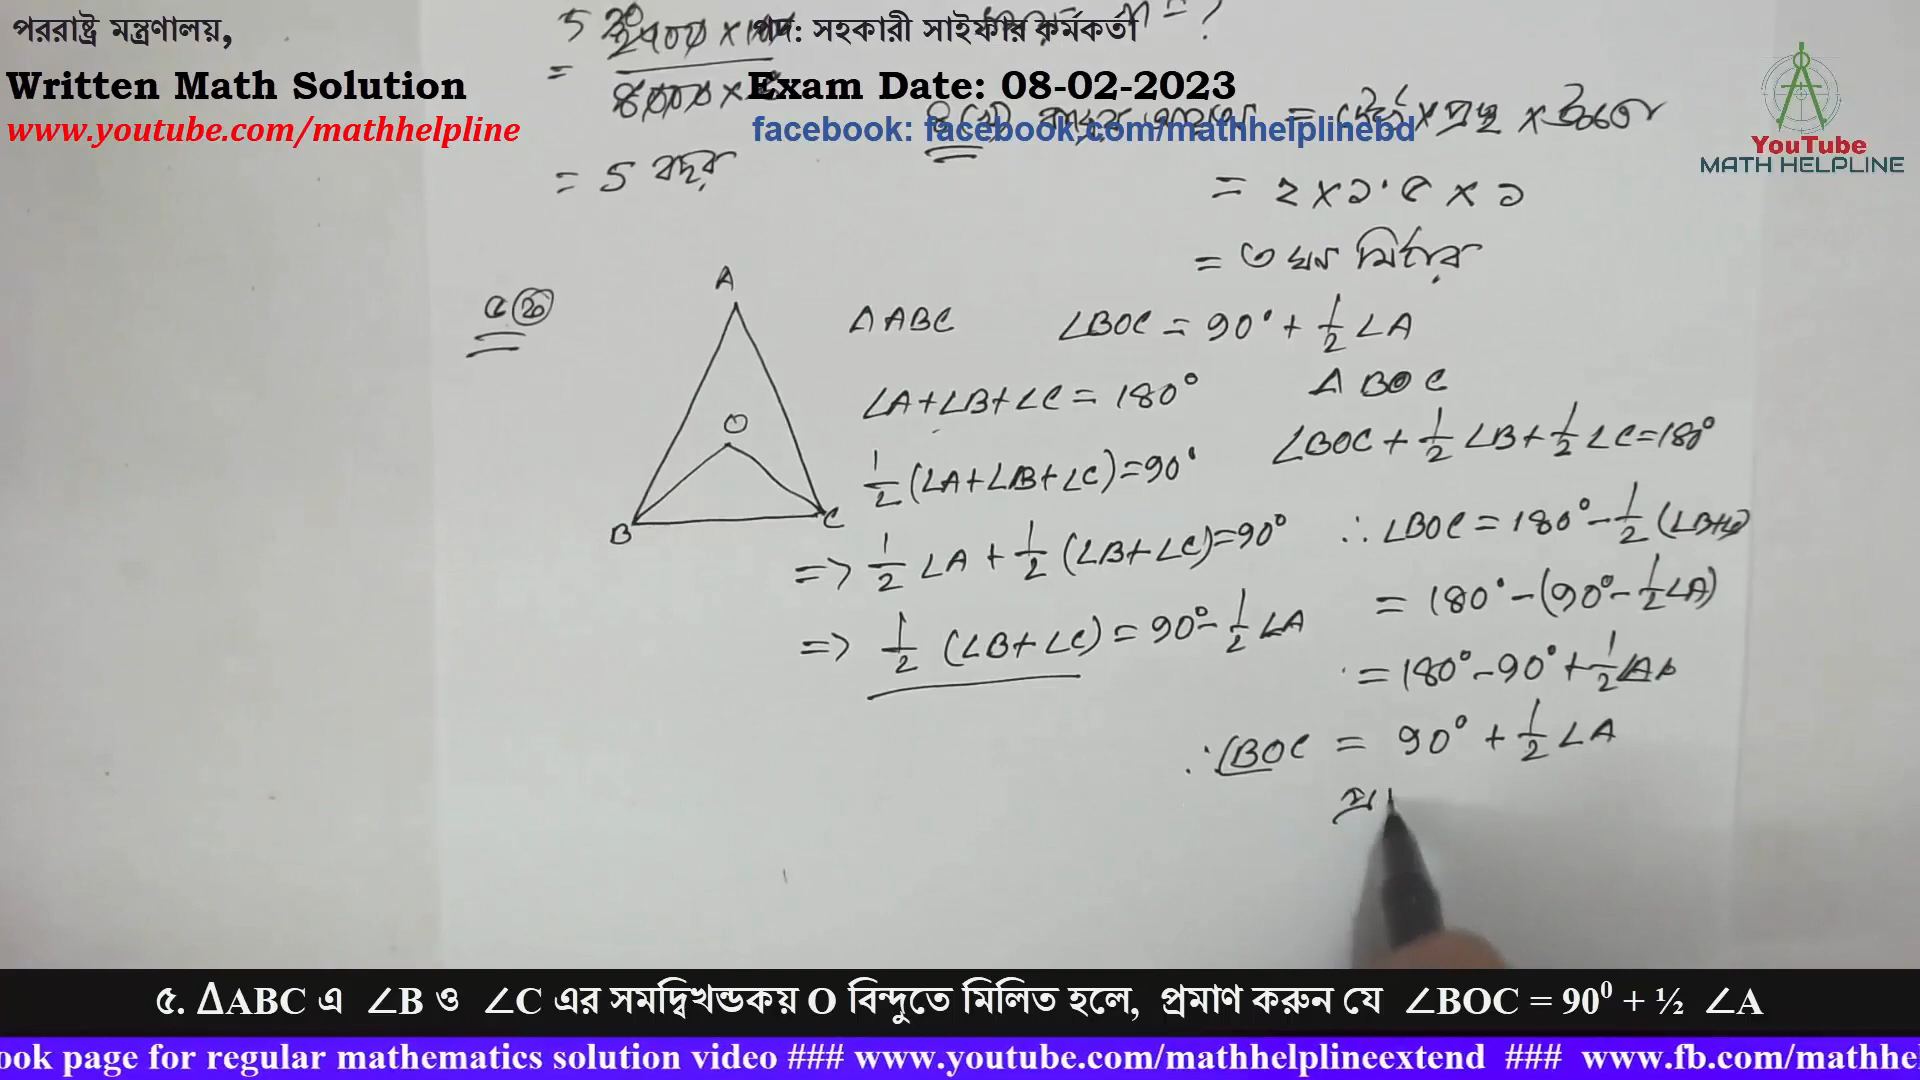 পররাষ্ট্র মন্ত্রণালয়,
পদ: সহকারী সাইফার কর্মকর্তা
Written Math Solution
Exam Date: 08-02-2023
www.youtube.com/mathhelpline
facebook: facebook.com/mathhelplinebd
YouTube
MATH HELPLINE
= 5 বছর
= দৈর্ঘ্য × প্রস্থ × উচ্চতা
= ২ × ১.৫ × ১
= ৩ ঘন মিটার
A
O
B
C
Δ ABC
∠BOC = 90° + 1/2 ∠A
∠A+∠B+∠C = 180°
1/2 (∠A+∠B+∠C) = 90°
=> 1/2 ∠A + 1/2 (∠B+∠C) = 90°
=> 1/2 (∠B+∠C) = 90° - 1/2 ∠A
Δ BOC
∠BOC + 1/2 ∠B + 1/2 ∠C = 180°
∴ ∠BOC = 180° - 1/2 (∠B+∠C)
= 180° - (90° - 1/2 ∠A)
= 180° - 90° + 1/2 ∠A
∴ ∠BOC = 90° + 1/2 ∠A
৫. ΔABC এ ∠B ও ∠C এর সমদ্বিখন্ডকয় O বিন্দুতে মিলিত হলে, প্রমাণ করুন যে ∠BOC = 90⁰ + ½ ∠A
ook page for regular mathematics solution video ### www.youtube.com/mathhelplineextend ### www.fb.com/mathhe